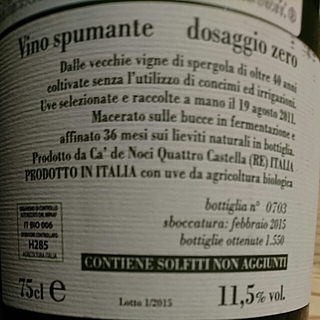 Vino spumante dosaggio zero
Dalle vecchie vigne di spergola di oltre 40 anni
coltivate senza l'utilizzo di concimi ed irrigazioni.
Uve selezionate e raccolte a mano il 19 agosto 2011.
Macerato sulle bucce in fermentazione e
affinato 36 mesi sui lieviti naturali in bottiglia.
Prodotto da Ca' de Noci Quattro Castella (RE) ITALIA
PRODOTTO IN ITALIA con uve da agricoltura biologica
bottiglia n° 0703
sboccatura: febbraio 2015
bottiglie ottenute 1.550
IT BIO 006
H285
AGRICOLTURA ITALIA
CONTIENE SOLFITI NON AGGIUNTI
75cl e Lotto 1/2015 11,5% vol.